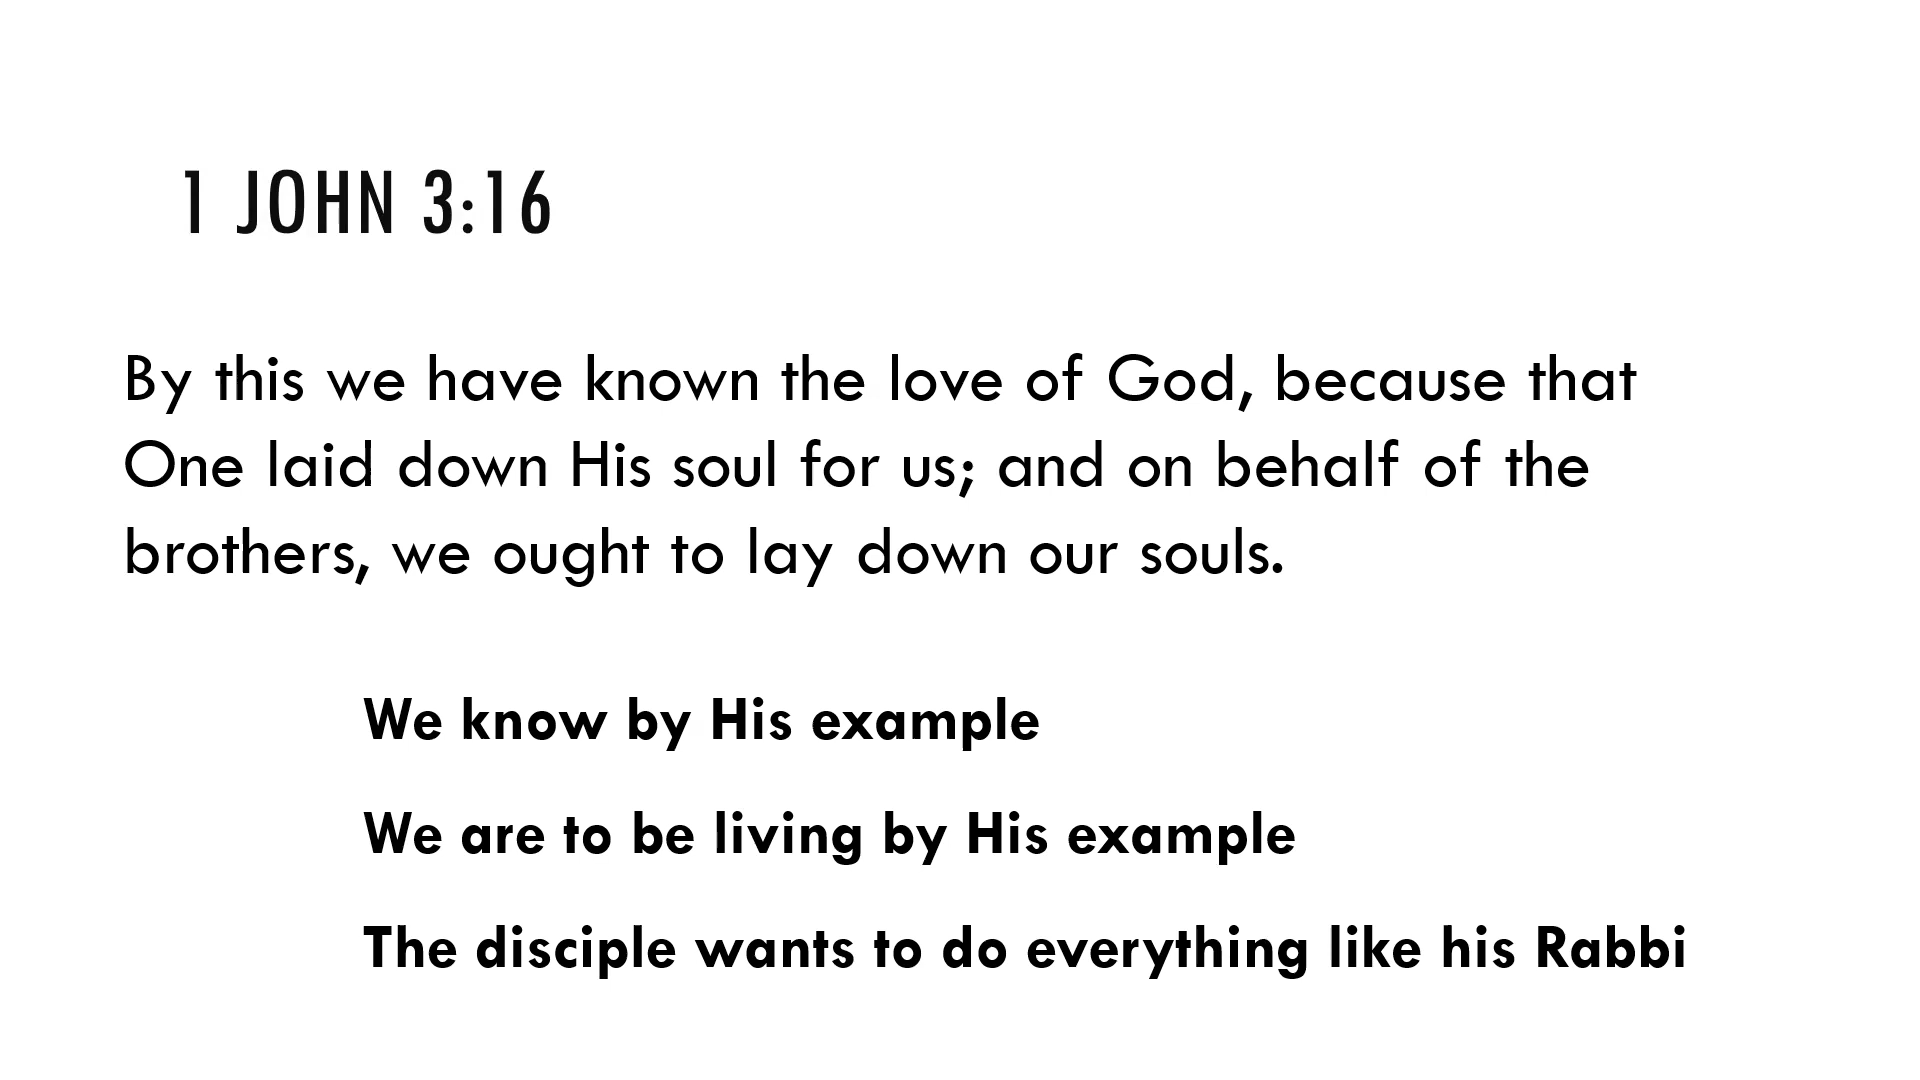 1 JOHN 3:16
By this we have known the love of God, because that
One laid down His soul for us; and on behalf of the
brothers, we ought to lay down our souls.
We know by His example
We are to be living by His example
The disciple wants to do everything like his Rabbi